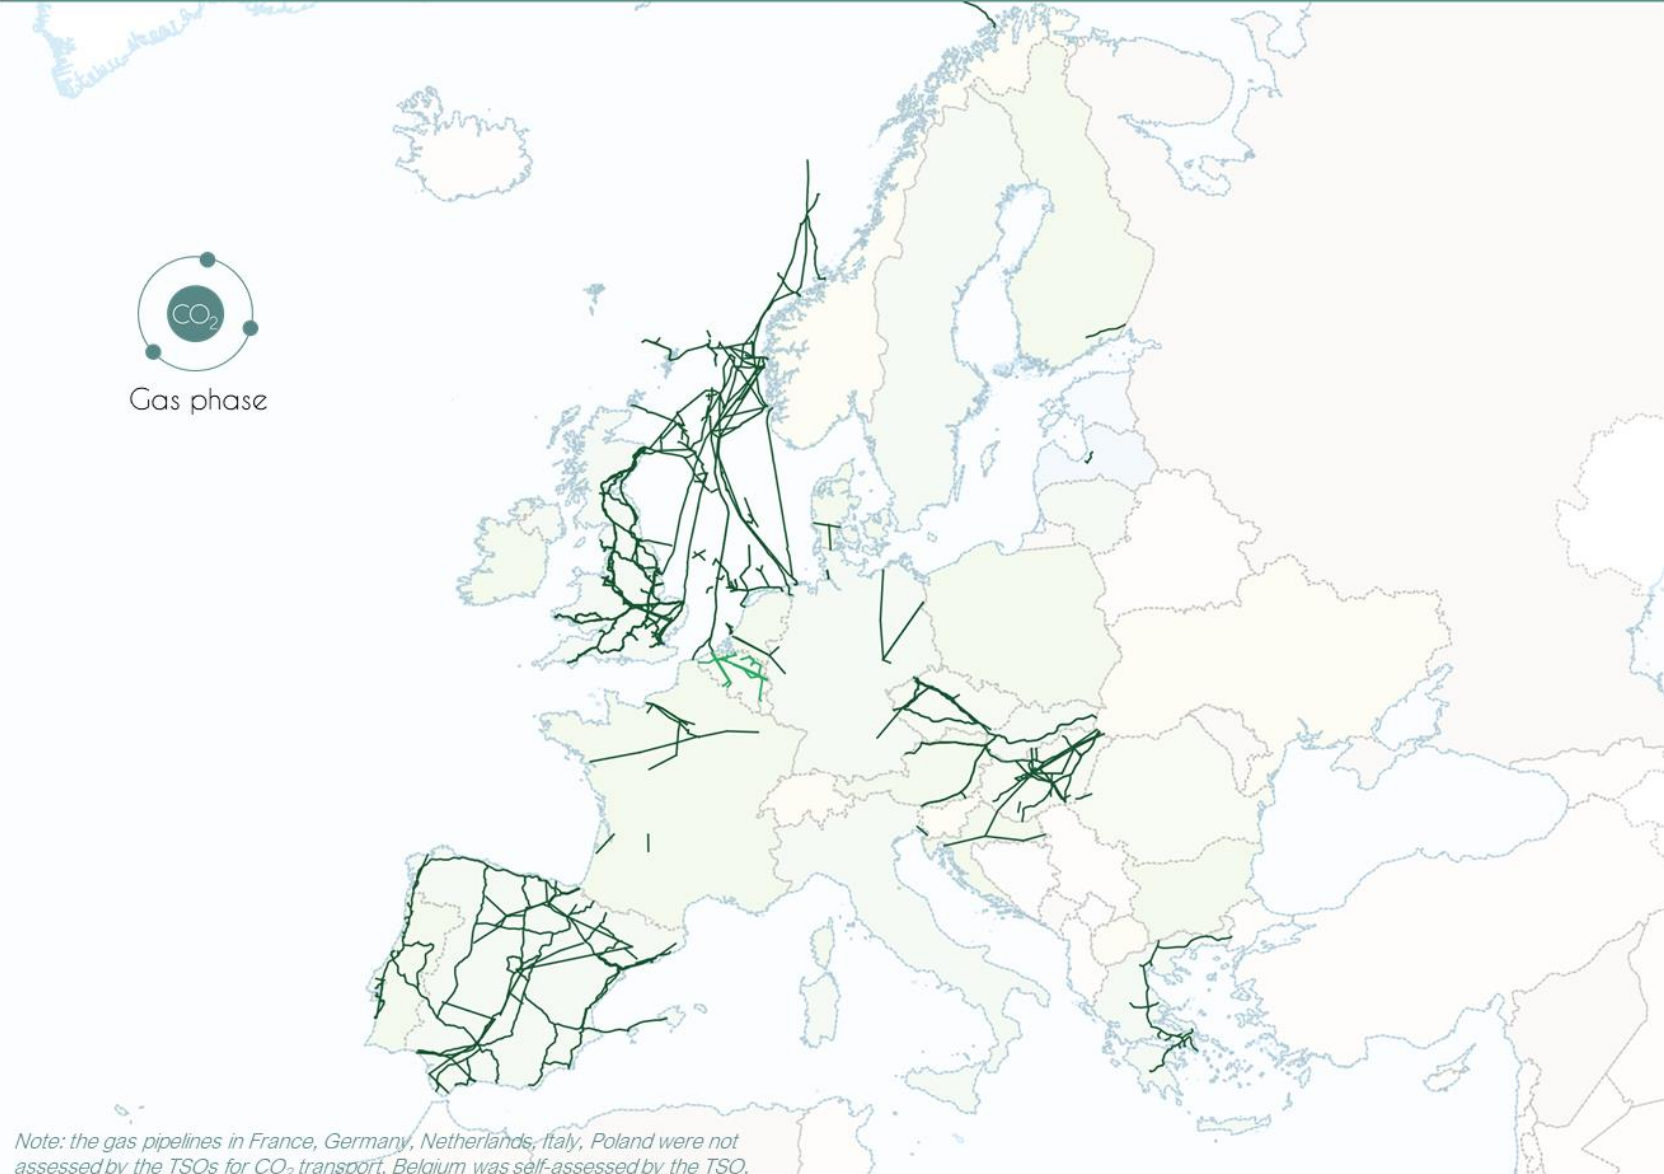 CO₂
Gas phase
Note: the gas pipelines in France, Germany, Netherlands, Italy, Poland were not
assessed by the TSOs for CO₂ transport. Belgium was self-assessed by the TSO.